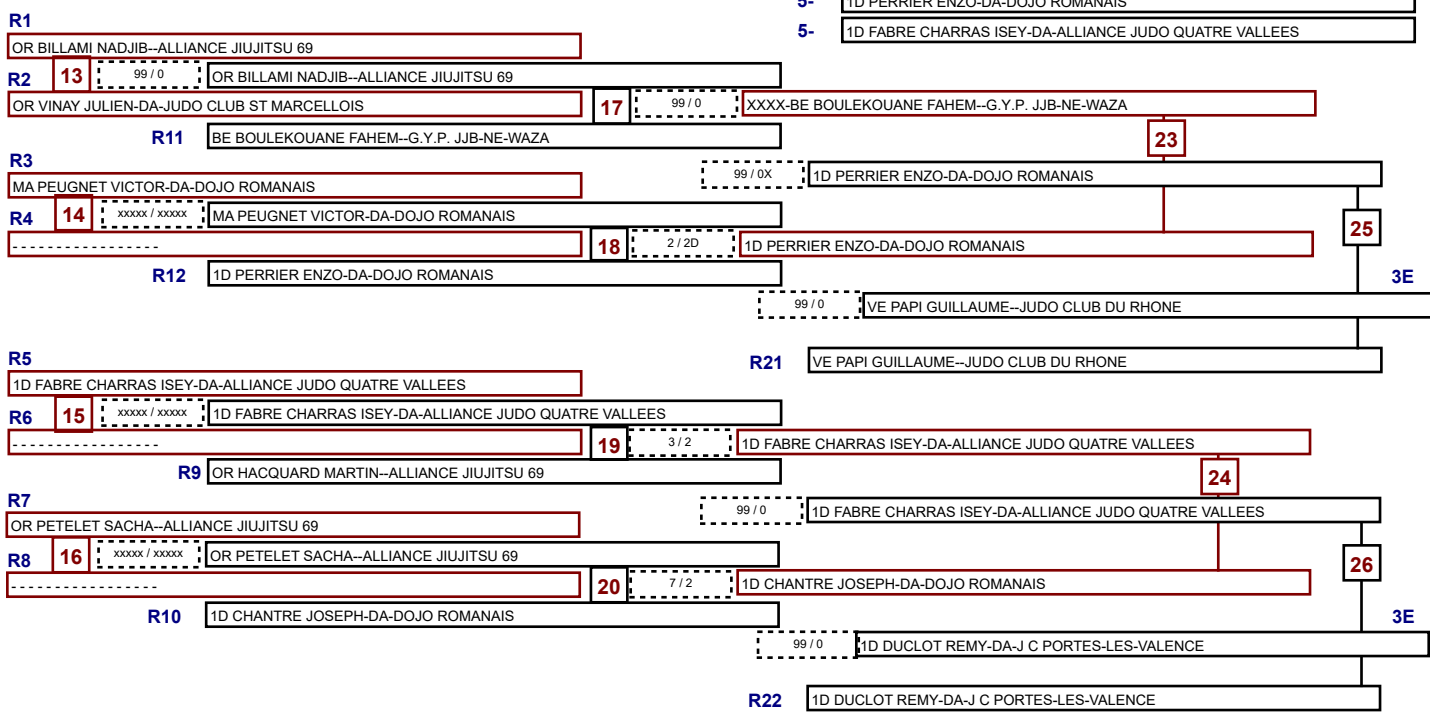 5- 1D PERRIER ENZO-DA-DOJO ROMANAIS
R1
5- 1D FABRE CHARRAS ISEY-DA-ALLIANCE JUDO QUATRE VALLEES
OR BILLAMI NADJIB--ALLIANCE JIUJITSU 69
R2 13 99 / 0 OR BILLAMI NADJIB--ALLIANCE JIUJITSU 69
OR VINAY JULIEN-DA-JUDO CLUB ST MARCELLOIS 17 99 / 0 XXXX-BE BOULEKOUANE FAHEM--G.Y.P. JJB-NE-WAZA
R11 BE BOULEKOUANE FAHEM--G.Y.P. JJB-NE-WAZA 23
R3
99 / 0X 1D PERRIER ENZO-DA-DOJO ROMANAIS
MA PEUGNET VICTOR-DA-DOJO ROMANAIS
R4 14 xxxxx / xxxxx MA PEUGNET VICTOR-DA-DOJO ROMANAIS 25
- - - - - - - - - - - - - - - - 18 2 / 2D 1D PERRIER ENZO-DA-DOJO ROMANAIS
R12 1D PERRIER ENZO-DA-DOJO ROMANAIS 3E
99 / 0 VE PAPI GUILLAUME--JUDO CLUB DU RHONE
R5
R21 VE PAPI GUILLAUME--JUDO CLUB DU RHONE
1D FABRE CHARRAS ISEY-DA-ALLIANCE JUDO QUATRE VALLEES
R6 15 xxxxx / xxxxx 1D FABRE CHARRAS ISEY-DA-ALLIANCE JUDO QUATRE VALLEES
- - - - - - - - - - - - - - - - 19 3 / 2 1D FABRE CHARRAS ISEY-DA-ALLIANCE JUDO QUATRE VALLEES
R9 OR HACQUARD MARTIN--ALLIANCE JIUJITSU 69 24
R7
99 / 0 1D FABRE CHARRAS ISEY-DA-ALLIANCE JUDO QUATRE VALLEES
OR PETELET SACHA--ALLIANCE JIUJITSU 69
R8 16 xxxxx / xxxxx OR PETELET SACHA--ALLIANCE JIUJITSU 69 26
- - - - - - - - - - - - - - - - 20 7 / 2 1D CHANTRE JOSEPH-DA-DOJO ROMANAIS
R10 1D CHANTRE JOSEPH-DA-DOJO ROMANAIS 3E
99 / 0 1D DUCLOT REMY-DA-J C PORTES-LES-VALENCE
R22 1D DUCLOT REMY-DA-J C PORTES-LES-VALENCE